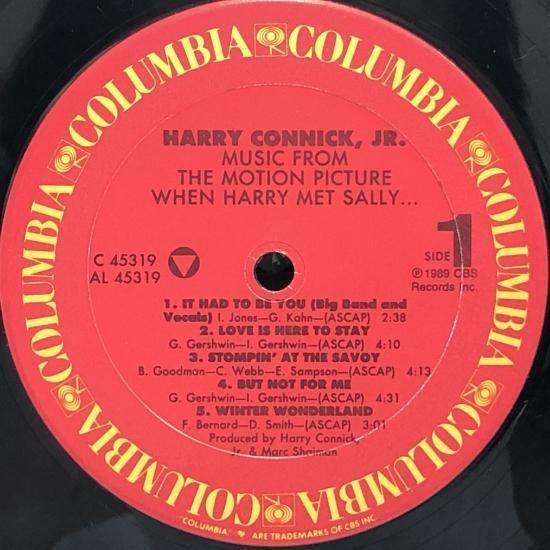 COLUMBIA COLUMBIA COLUMBIA COLUMBIA COLUMBIA COLUMBIA
HARRY CONNICK, JR.
MUSIC FROM
THE MOTION PICTURE
WHEN HARRY MET SALLY...
C 45319
AL 45319
SIDE 1
℗ 1989 CBS
Records Inc.
1. IT HAD TO BE YOU (Big Band and
Vocals) I. Jones—G. Kahn—(ASCAP) 2:38
2. LOVE IS HERE TO STAY
G. Gershwin—I. Gershwin—(ASCAP) 4:10
3. STOMPIN' AT THE SAVOY
B. Goodman—C. Webb—E. Sampson—(ASCAP) 4:13
4. BUT NOT FOR ME
G. Gershwin—I. Gershwin—(ASCAP) 4:31
5. WINTER WONDERLAND
F. Bernard—D. Smith—(ASCAP) 3:01
Produced by Harry Connick,
Jr. & Marc Shaiman
"COLUMBIA," ARE TRADEMARKS OF CBS INC.